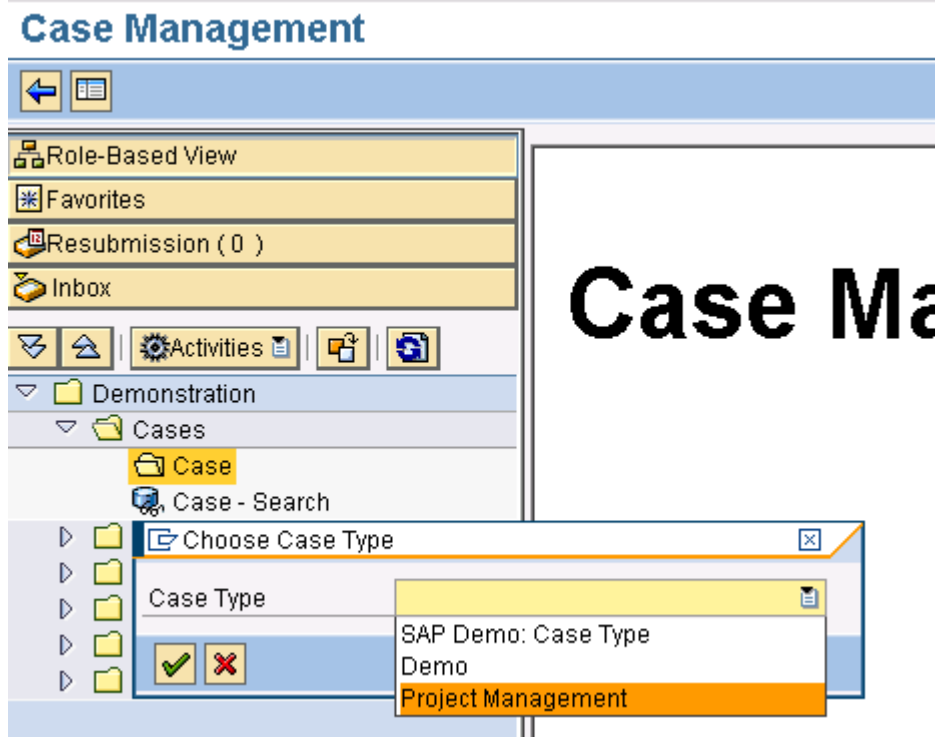 Case Management
Role-Based View
Favorites
Resubmission ( 0 )
Inbox
Case Ma
Activities
Demonstration
Cases
Case
Case - Search
Choose Case Type
Case Type
SAP Demo: Case Type
Demo
Project Management